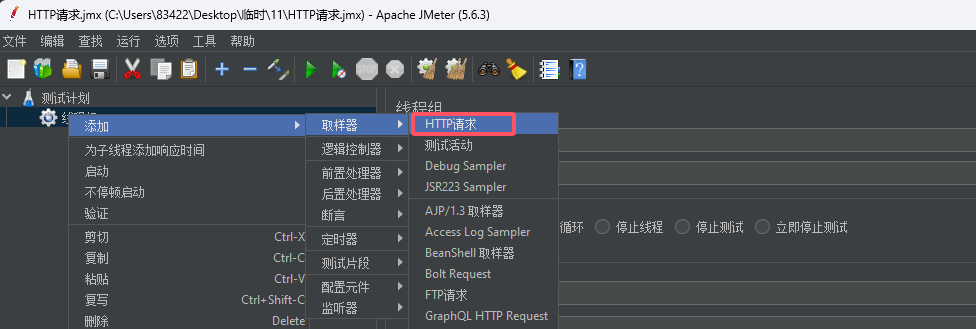 HTTP请求.jmx (C:\Users\83422\Desktop\临时\11\HTTP请求.jmx) - Apache JMeter (5.6.3)
文件 编辑 查找 运行 选项 工具 帮助
STOP
测试计划
线程组
添加
为子线程添加响应时间
启动
不停顿启动
验证
剪切 Ctrl-X
复制 Ctrl-C
粘贴 Ctrl-V
复写 Ctrl+Shift-C
删除 Delete
取样器
逻辑控制器
前置处理器
后置处理器
断言
定时器
测试片段
配置元件
监听器
HTTP请求
测试活动
Debug Sampler
JSR223 Sampler
AJP/1.3 取样器
Access Log Sampler
BeanShell 取样器
Bolt Request
FTP请求
GraphQL HTTP Request
线程组
循环 停止线程 停止测试 立即停止测试